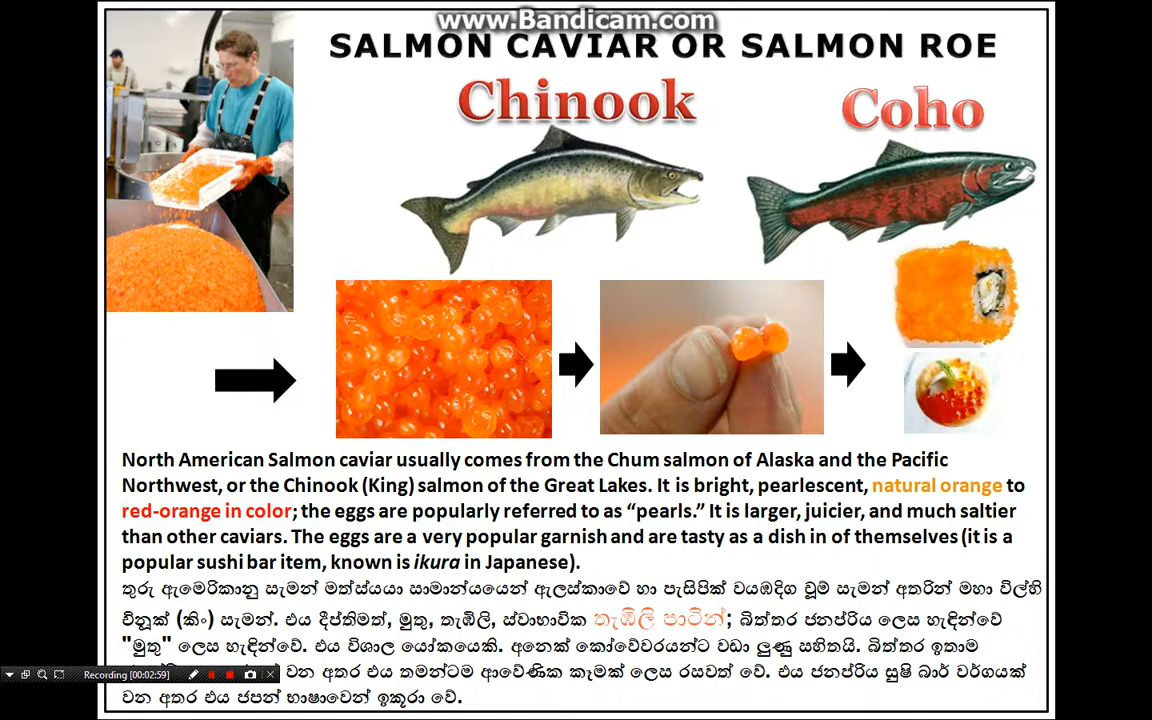 www.Bandicam.com
SALMON CAVIAR OR SALMON ROE
Chinook
Coho
North American Salmon caviar usually comes from the Chum salmon of Alaska and the Pacific
Northwest, or the Chinook (King) salmon of the Great Lakes. It is bright, pearlescent, natural orange to
red-orange in color; the eggs are popularly referred to as “pearls.” It is larger, juicier, and much saltier
than other caviars. The eggs are a very popular garnish and are tasty as a dish in of themselves (it is a
popular sushi bar item, known is ikura in Japanese).
තුරු ඇමෙරිකානු සැමන් මත්ස්යයා සාමාන්යයෙන් ඇලස්කාවේ හා පැසිපික් වයඹදිග චූම් සැමන් අතරින් මහා විල්හි
චිනූක් (කිං) සැමන්. එය දීප්තිමත්, මුතු, තැඹිලි, ස්වාභාවික තැඹිලි පාටින්; බිත්තර ජනප්රිය ලෙස හැඳින්වේ
"මුතු" ලෙස හැඳින්වේ. එය විශාල යෝකයෙකි. අනෙක් කෝවේවරයන්ට වඩා ලුණු සහිතයි. බිත්තර ඉතාම
වන අතර එය තමන්ටම ආවේණික කෑමක් ලෙස රසවත් වේ. එය ජනප්රිය සුෂි බාර් වර්ගයක්
වන අතර එය ජපන් භාෂාවෙන් ඉකූරා වේ.
Recording [00:02:59]